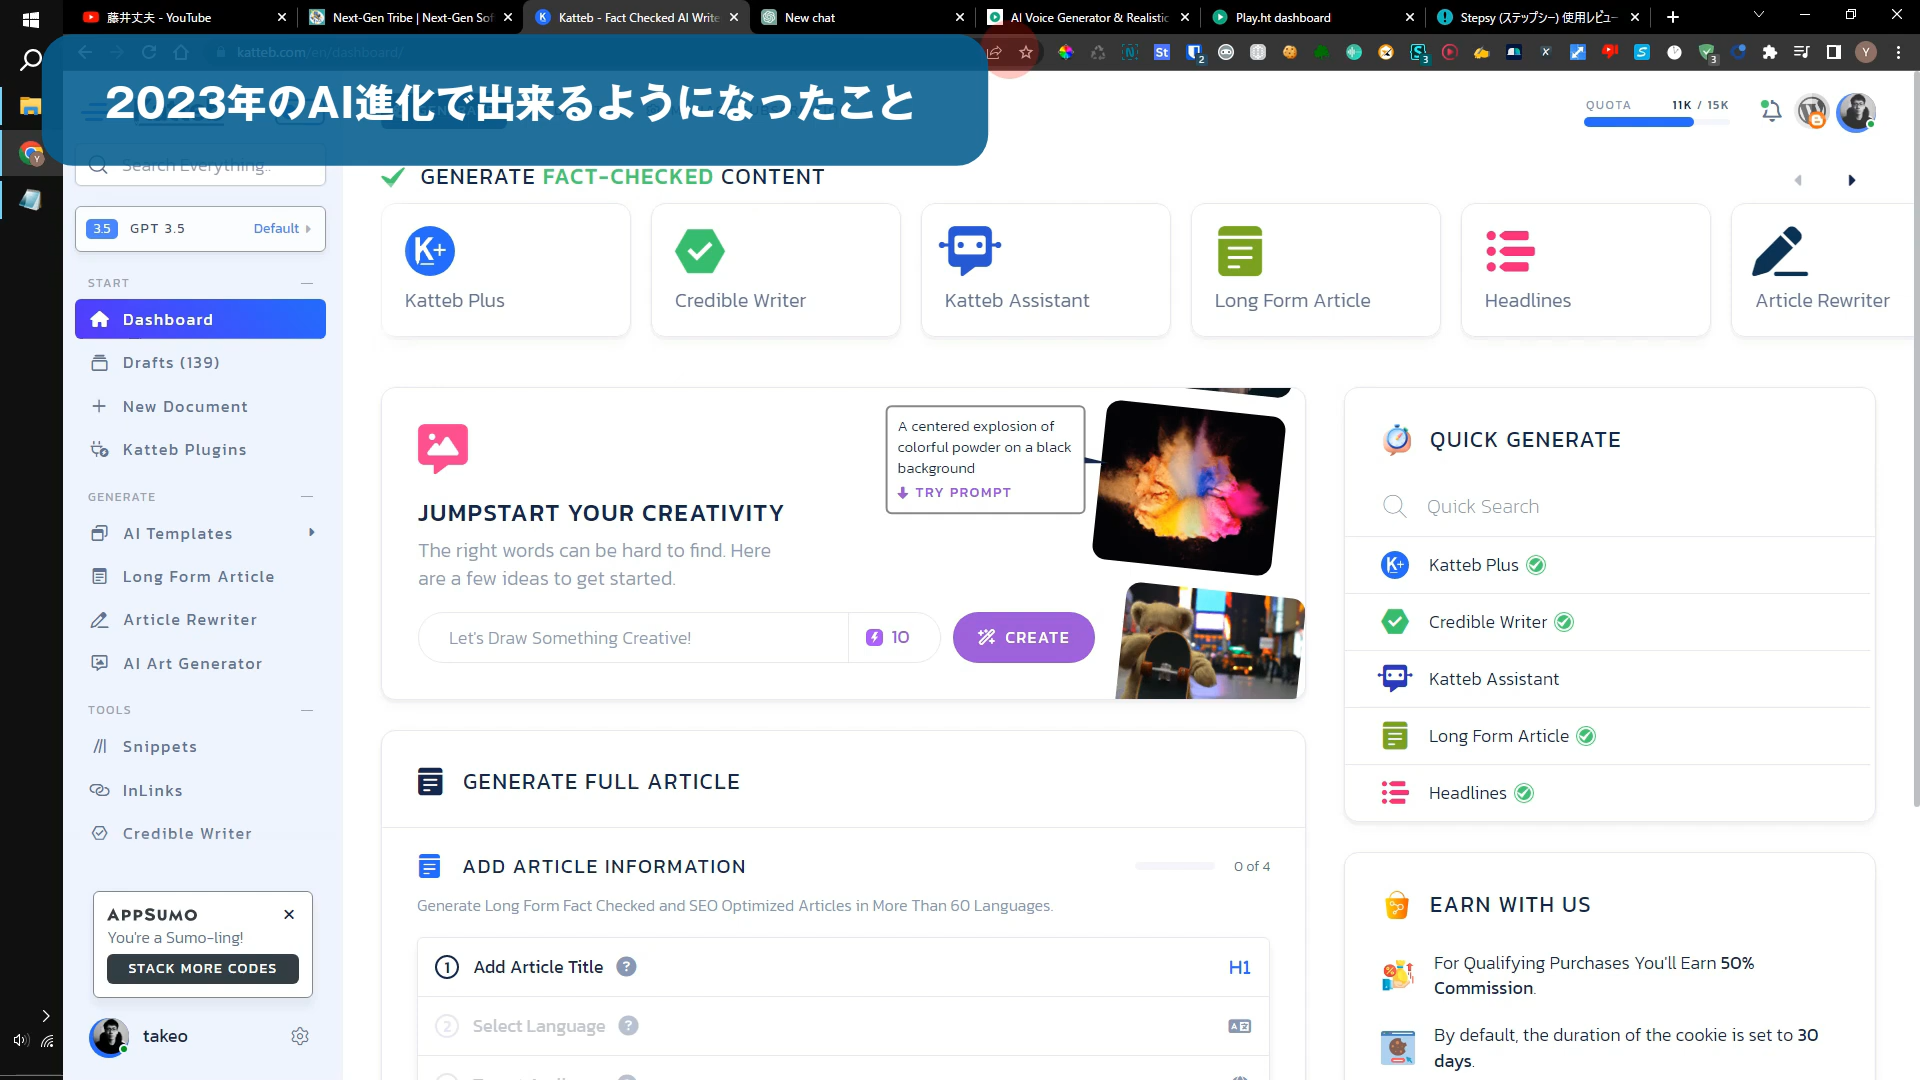 藤井丈夫 - YouTube
Next-Gen Tribe | Next-Gen Sof
Katteb - Fact Checked AI Write
New chat
AI Voice Generator & Realistic
Play.ht dashboard
Stepsy (ステップシー) 使用レビュー
katteb.com/en/dashboard/
2023年のAI進化で出来るようになったこと
QUOTA 11K / 15K
Search Everything..
GENERATE FACT-CHECKED CONTENT
3.5 GPT 3.5 Default
START
Dashboard
Drafts (139)
New Document
Katteb Plugins
GENERATE
AI Templates
Long Form Article
Article Rewriter
AI Art Generator
TOOLS
Snippets
InLinks
Credible Writer
APPSUMO
You're a Sumo-ling!
STACK MORE CODES
takeo
Katteb Plus
Credible Writer
Katteb Assistant
Long Form Article
Headlines
Article Rewriter
A centered explosion of
colorful powder on a black
background
TRY PROMPT
JUMPSTART YOUR CREATIVITY
The right words can be hard to find. Here
are a few ideas to get started.
Let's Draw Something Creative!
10
CREATE
GENERATE FULL ARTICLE
ADD ARTICLE INFORMATION
0 of 4
Generate Long Form Fact Checked and SEO Optimized Articles in More Than 60 Languages.
1 Add Article Title ? H1
2 Select Language ?
QUICK GENERATE
Quick Search
Katteb Plus
Credible Writer
Katteb Assistant
Long Form Article
Headlines
EARN WITH US
For Qualifying Purchases You'll Earn 50%
Commission.
By default, the duration of the cookie is set to 30
days.